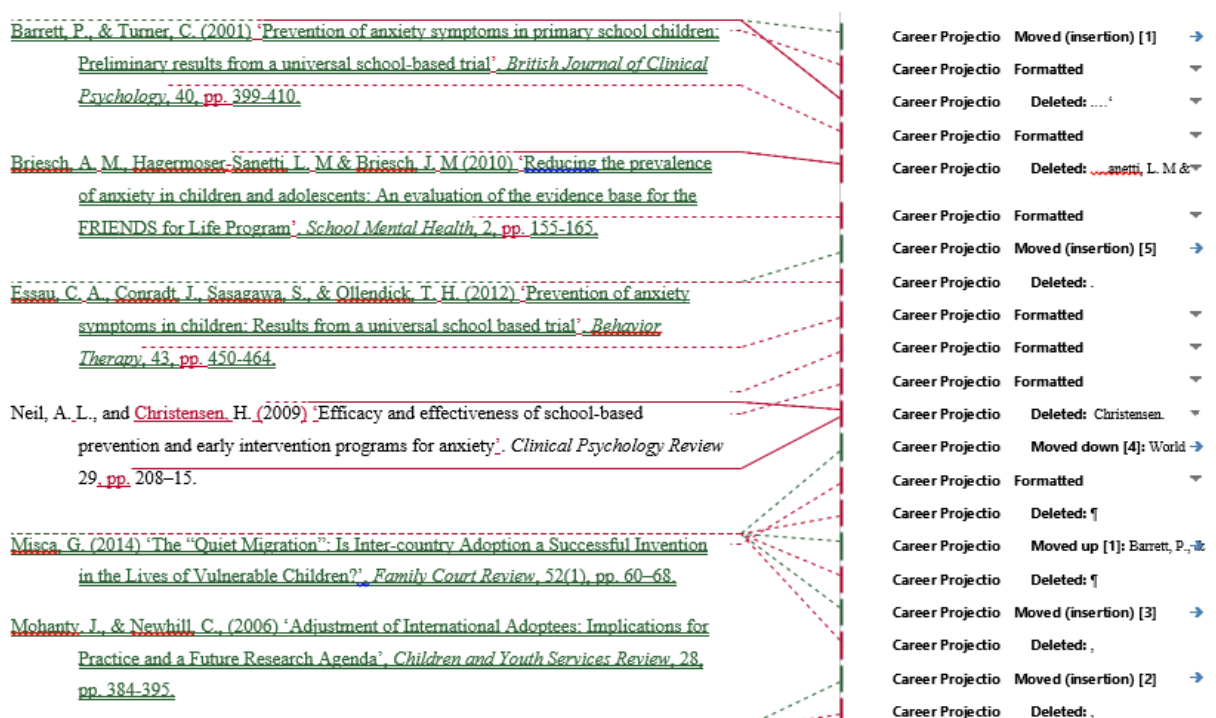 Barrett, P., & Turner, C. (2001) ‘Prevention of anxiety symptoms in primary school children:
Preliminary results from a universal school-based trial’. British Journal of Clinical
Psychology, 40, pp. 399-410.
Briesch, A. M., Hagermoser-Sanetti, L. M & Briesch, J. M (2010) ‘Reducing the prevalence
of anxiety in children and adolescents: An evaluation of the evidence base for the
FRIENDS for Life Program’. School Mental Health, 2, pp. 155-165.
Essau, C. A., Conradt, J., Sasagawa, S., & Ollendick, T. H. (2012) ‘Prevention of anxiety
symptoms in children: Results from a universal school based trial’. Behavior
Therapy, 43, pp. 450-464.
Neil, A. L., and Christensen, H. (2009) ‘Efficacy and effectiveness of school-based
prevention and early intervention programs for anxiety’. Clinical Psychology Review
29, pp. 208–15.
Misca, G. (2014) ‘The “Quiet Migration”: Is Inter-country Adoption a Successful Invention
in the Lives of Vulnerable Children?’, Family Court Review, 52(1), pp. 60–68.
Mohanty, J., & Newhill, C., (2006) ‘Adjustment of International Adoptees: Implications for
Practice and a Future Research Agenda’, Children and Youth Services Review, 28,
pp. 384-395.
Career Projectio Moved (insertion) [1]
Career Projectio Formatted
Career Projectio Deleted: ....‘
Career Projectio Formatted
Career Projectio Deleted: ....anetti, L. M &
Career Projectio Formatted
Career Projectio Moved (insertion) [5]
Career Projectio Deleted: .
Career Projectio Formatted
Career Projectio Formatted
Career Projectio Formatted
Career Projectio Deleted: Christensen.
Career Projectio Moved down [4]: World
Career Projectio Formatted
Career Projectio Deleted: ¶
Career Projectio Moved up [1]: Barrett, P.,
Career Projectio Deleted: ¶
Career Projectio Moved (insertion) [3]
Career Projectio Deleted: ,
Career Projectio Moved (insertion) [2]
Career Projectio Deleted: ,